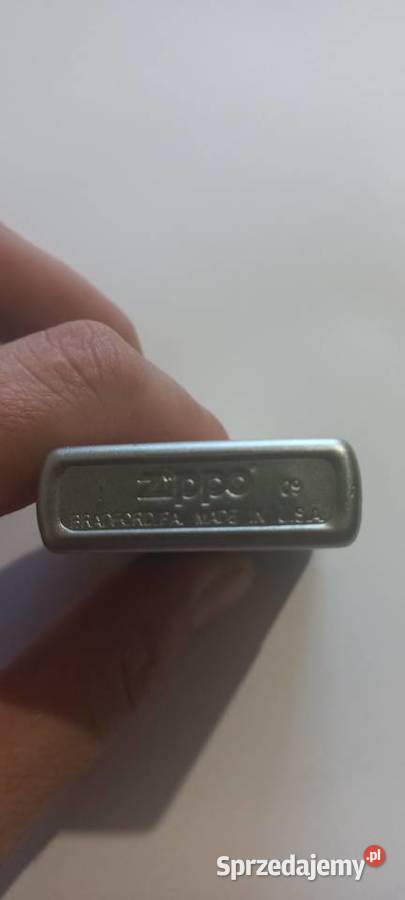 I Zippo 09
BRADFORD, PA. MADE IN U.S.A.
Sprzedajemy.pl